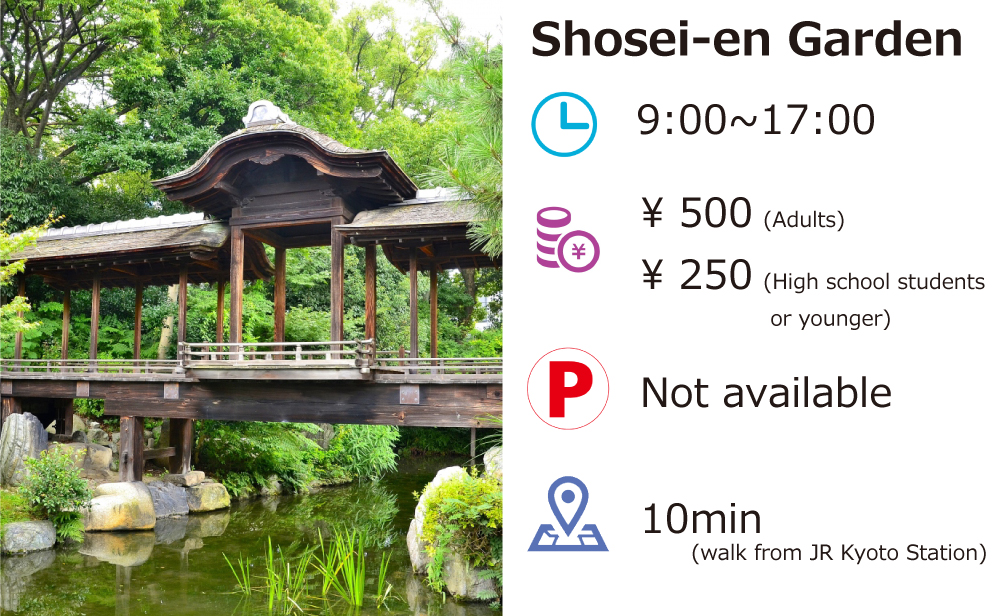 Shosei-en Garden
9:00~17:00
¥ 500 (Adults)
¥ 250 (High school students
or younger)
P Not available
10min
(walk from JR Kyoto Station)